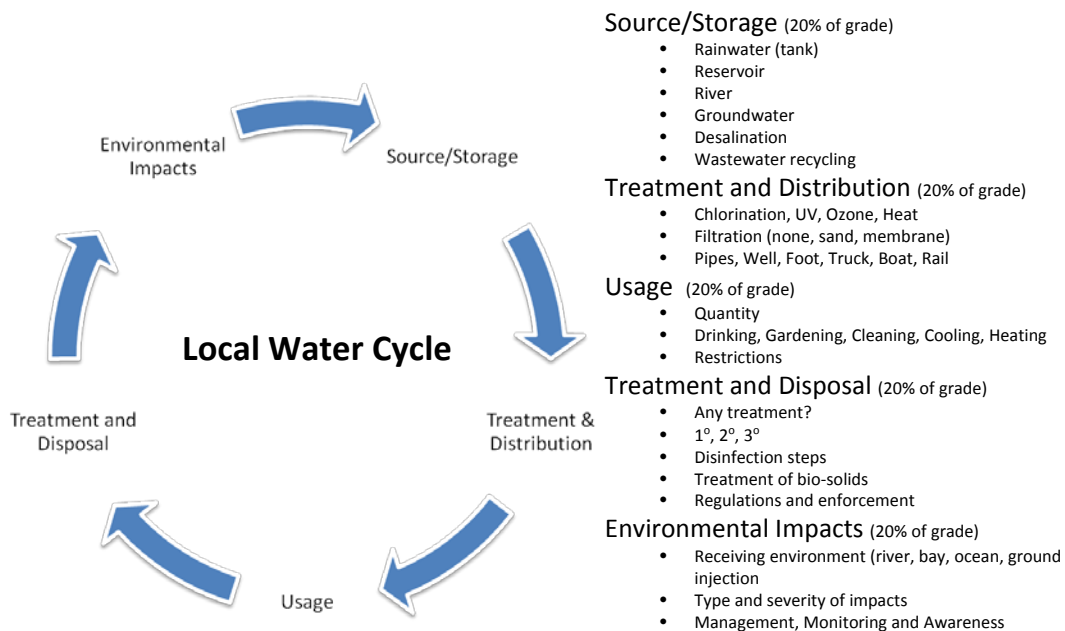 Environmental
Impacts
Source/Storage
Local Water Cycle
Treatment and
Disposal
Treatment &
Distribution
Usage
Source/Storage (20% of grade)
• Rainwater (tank)
• Reservoir
• River
• Groundwater
• Desalination
• Wastewater recycling
Treatment and Distribution (20% of grade)
• Chlorination, UV, Ozone, Heat
• Filtration (none, sand, membrane)
• Pipes, Well, Foot, Truck, Boat, Rail
Usage (20% of grade)
• Quantity
• Drinking, Gardening, Cleaning, Cooling, Heating
• Restrictions
Treatment and Disposal (20% of grade)
• Any treatment?
• 1º, 2º, 3º
• Disinfection steps
• Treatment of bio-solids
• Regulations and enforcement
Environmental Impacts (20% of grade)
• Receiving environment (river, bay, ocean, ground
injection
• Type and severity of impacts
• Management, Monitoring and Awareness